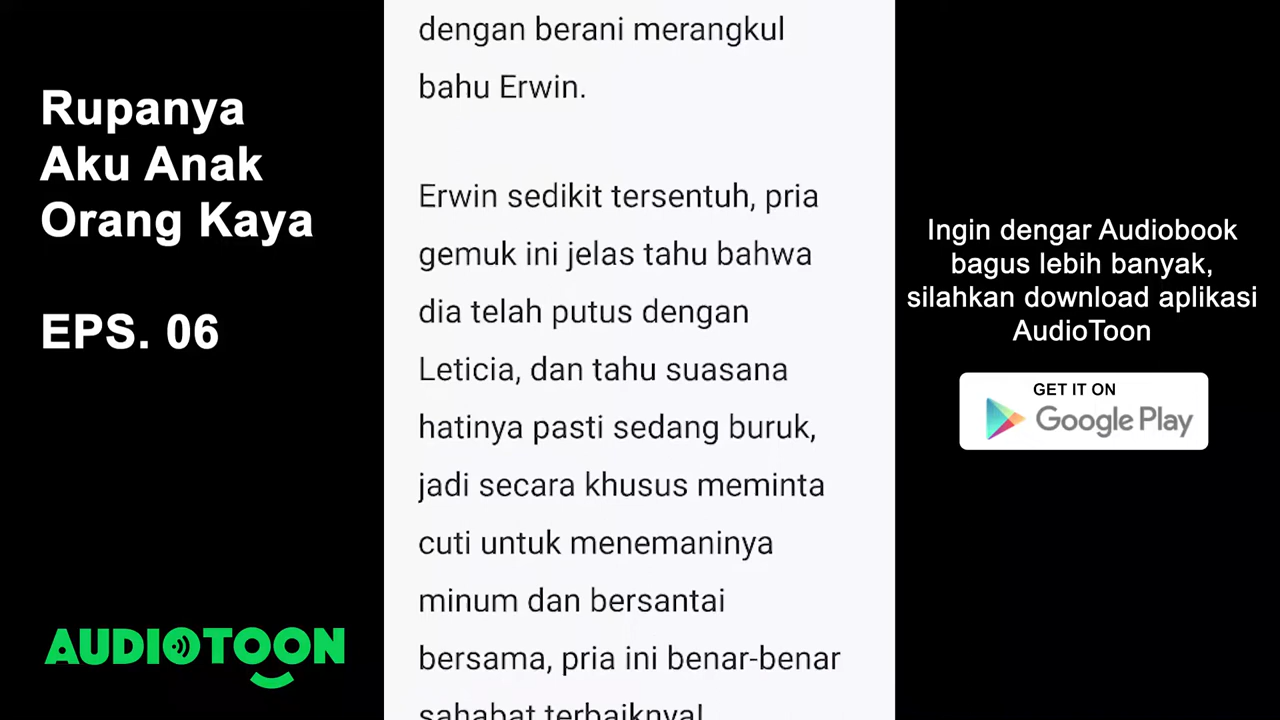 Rupanya
Aku Anak
Orang Kaya
EPS. 06
AUDIOTOON
dengan berani merangkul
bahu Erwin.
Erwin sedikit tersentuh, pria
gemuk ini jelas tahu bahwa
dia telah putus dengan
Leticia, dan tahu suasana
hatinya pasti sedang buruk,
jadi secara khusus meminta
cuti untuk menemaninya
minum dan bersantai
bersama, pria ini benar-benar
sahabat terbaiknya!
Ingin dengar Audiobook
bagus lebih banyak,
silahkan download aplikasi
AudioToon
GET IT ON
Google Play